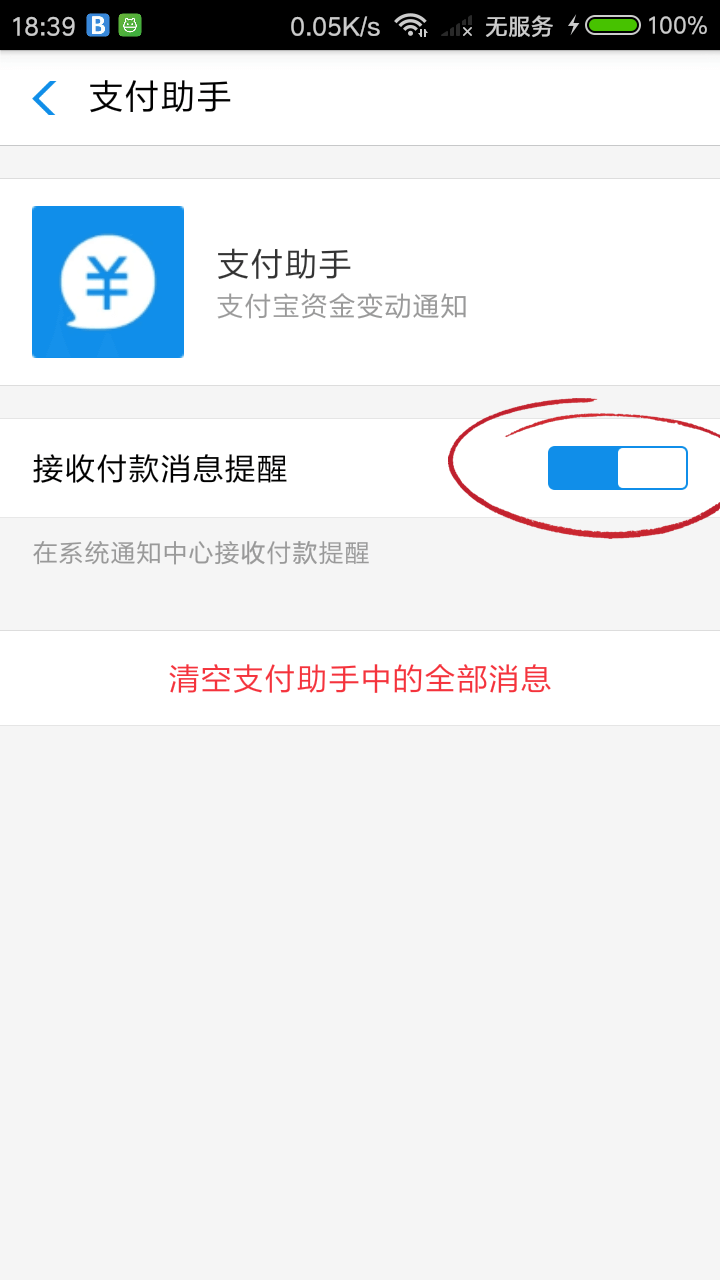 18:39 B 0.05K/s 无服务 100%
支付助手
¥
支付助手
支付宝资金变动通知
接收付款消息提醒
在系统通知中心接收付款提醒
清空支付助手中的全部消息